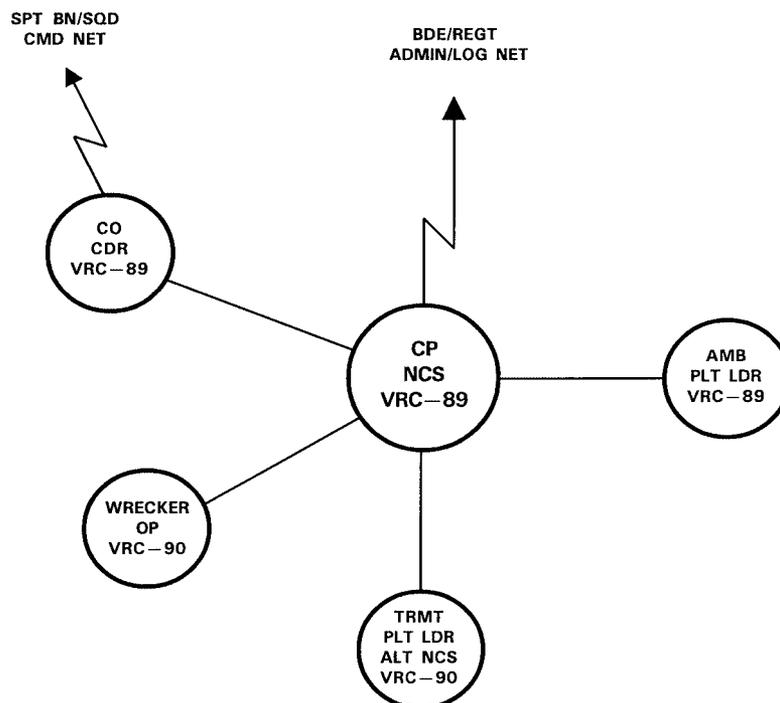 SPT BN/SQD
CMD NET
BDE/REGT
ADMIN/LOG NET
CO
CDR
VRC—89
CP
NCS
VRC—89
AMB
PLT LDR
VRC—89
WRECKER
OP
VRC—90
TRMT
PLT LDR
ALT NCS
VRC—90